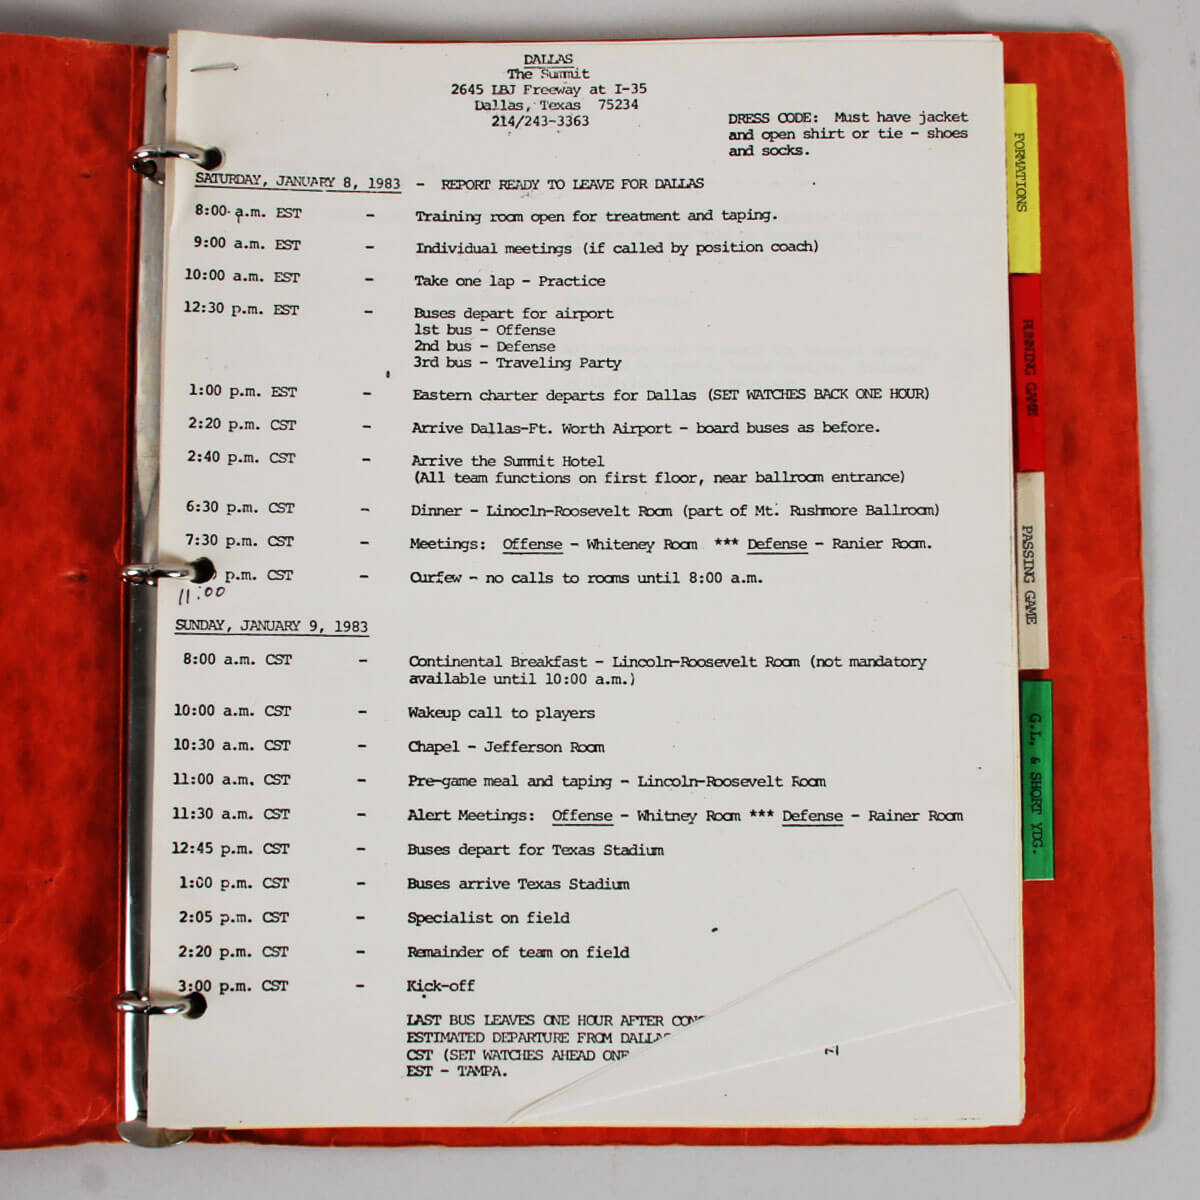 DALLAS
The Summit
2645 LBJ Freeway at I-35
Dallas, Texas 75234
214/243-3363
DRESS CODE: Must have jacket
and open shirt or tie - shoes
and socks.
SATURDAY, JANUARY 8, 1983 - REPORT READY TO LEAVE FOR DALLAS
8:00 a.m. EST - Training room open for treatment and taping.
9:00 a.m. EST - Individual meetings (if called by position coach)
10:00 a.m. EST - Take one lap - Practice
12:30 p.m. EST - Buses depart for airport
1st bus - Offense
2nd bus - Defense
3rd bus - Traveling Party
1:00 p.m. EST - Eastern charter departs for Dallas (SET WATCHES BACK ONE HOUR)
2:20 p.m. CST - Arrive Dallas-Ft. Worth Airport - board buses as before.
2:40 p.m. CST - Arrive the Summit Hotel
(All team functions on first floor, near ballroom entrance)
6:30 p.m. CST - Dinner - Linocln-Roosevelt Room (part of Mt. Rushmore Ballroom)
7:30 p.m. CST - Meetings: Offense - Whiteney Room *** Defense - Ranier Room.
p.m. CST - Curfew - no calls to rooms until 8:00 a.m.
11:00
SUNDAY, JANUARY 9, 1983
8:00 a.m. CST - Continental Breakfast - Lincoln-Roosevelt Room (not mandatory
available until 10:00 a.m.)
10:00 a.m. CST - Wakeup call to players
10:30 a.m. CST - Chapel - Jefferson Room
11:00 a.m. CST - Pre-game meal and taping - Lincoln-Roosevelt Room
11:30 a.m. CST - Alert Meetings: Offense - Whitney Room *** Defense - Rainer Room
12:45 p.m. CST - Buses depart for Texas Stadium
1:00 p.m. CST - Buses arrive Texas Stadium
2:05 p.m. CST - Specialist on field
2:20 p.m. CST - Remainder of team on field
3:00 p.m. CST - Kick-off
LAST BUS LEAVES ONE HOUR AFTER
ESTIMATED DEPARTURE FROM DALLAS
CST (SET WATCHES AHEAD ONE
EST - TAMPA.
FORMATIONS
RUNNING GAME
PASSING GAME
G.L. & SHORT YDG.